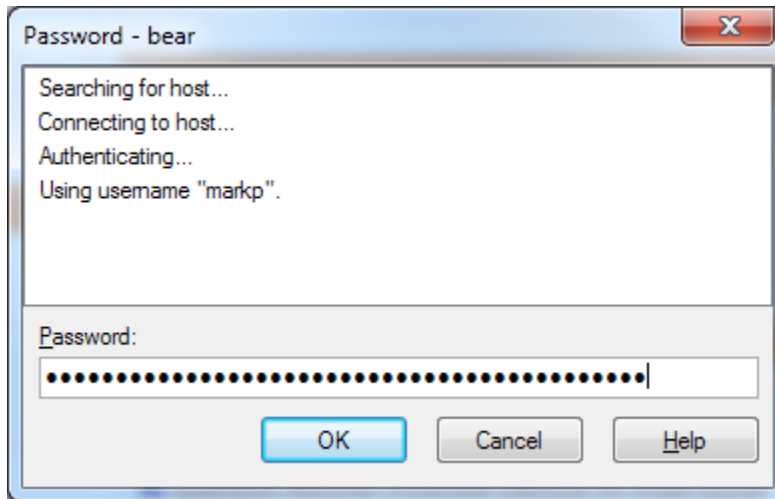 Password - bear
Searching for host...
Connecting to host...
Authenticating...
Using username "markp".
Password:
●●●●●●●●●●●●●●●●●●●●●●●●●●●●●●●●●●●●●●●●●●●
OK Cancel Help